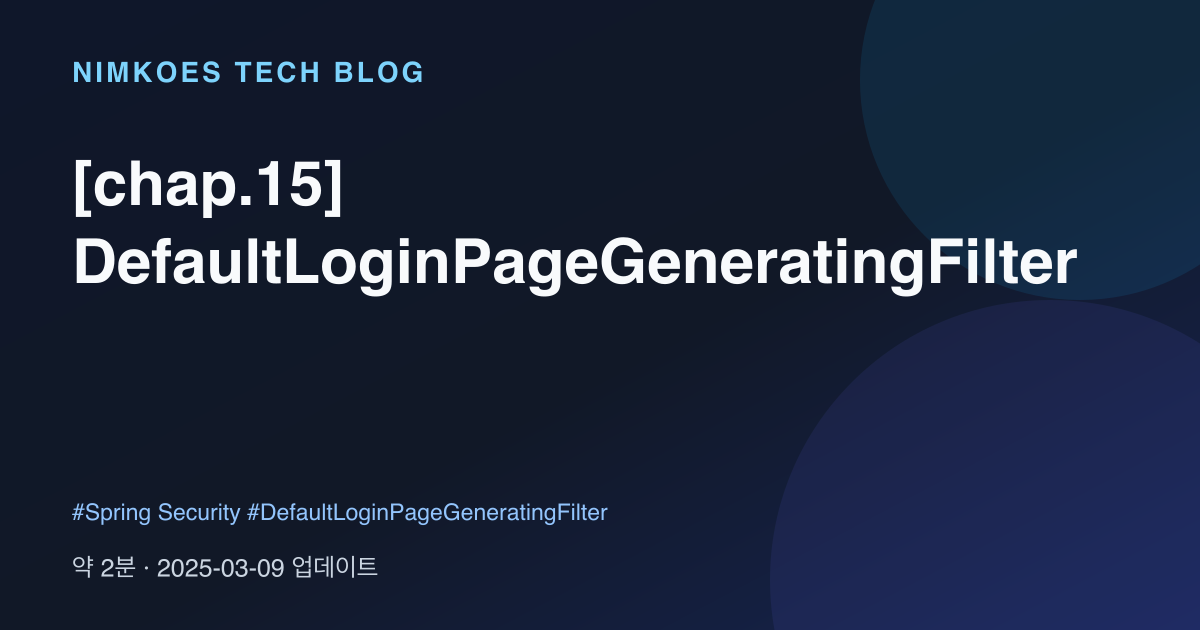 NIMKOES TECH BLOG
[chap.15]
DefaultLoginPageGeneratingFilter
#Spring Security #DefaultLoginPageGeneratingFilter
약 2분 · 2025-03-09 업데이트